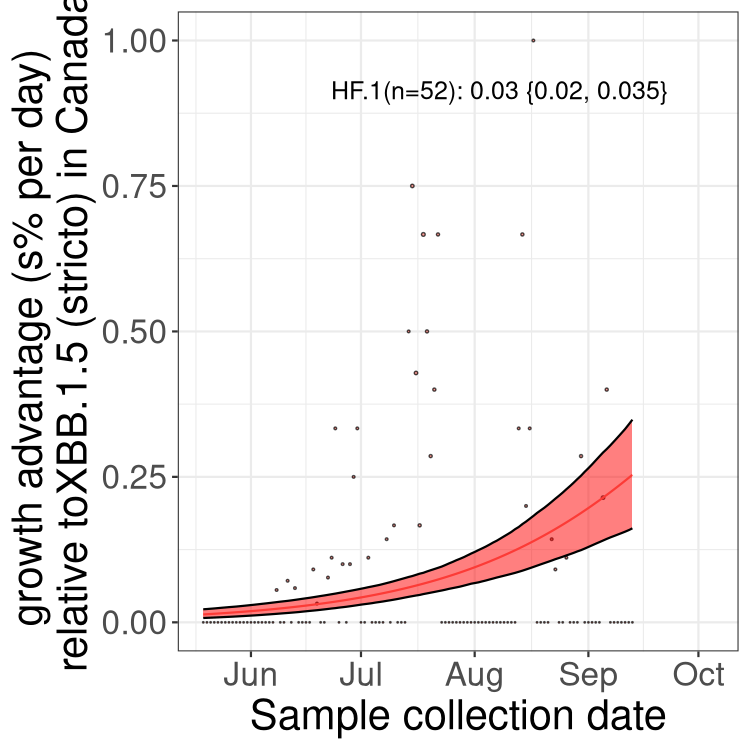 growth advantage (s% per day)
relative toXBB.1.5 (stricto) in Canada
1.00
0.75
0.50
0.25
0.00
HF.1(n=52): 0.03 {0.02, 0.035}
Jun Jul Aug Sep Oct
Sample collection date